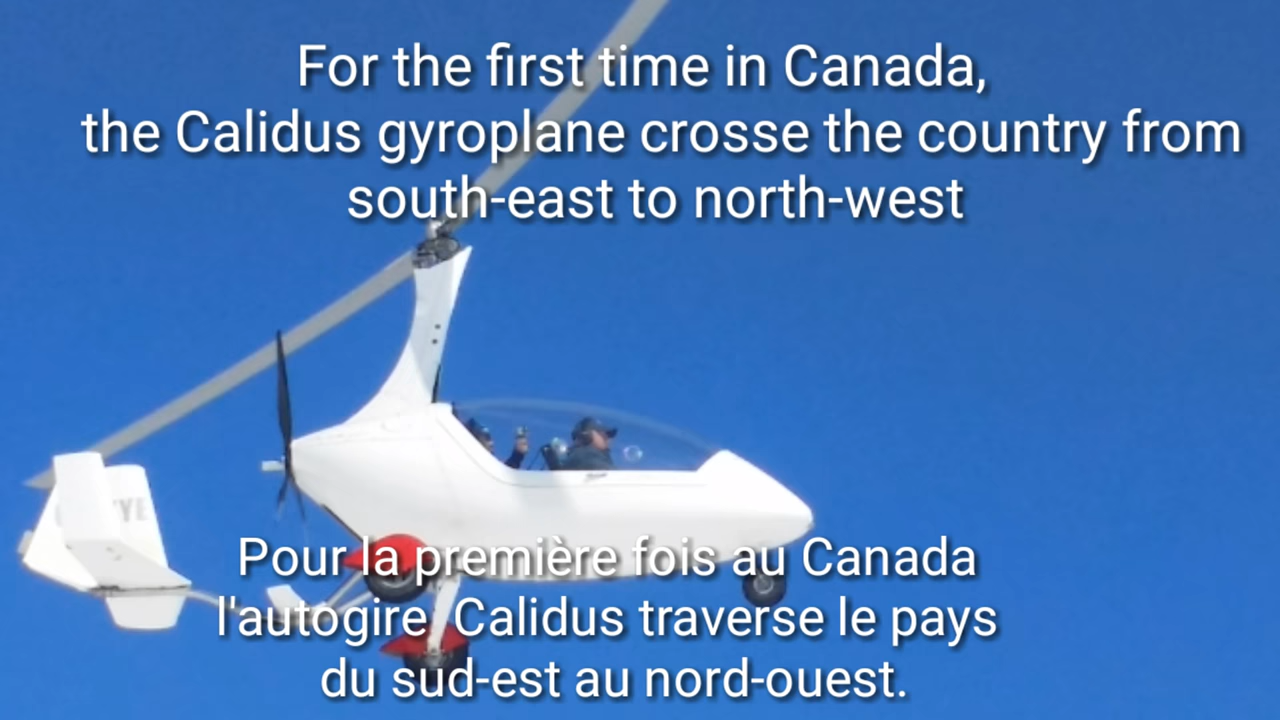 For the first time in Canada,
the Calidus gyroplane crosse the country from
south-east to north-west
YE
Pour la première fois au Canada
l'autogire Calidus traverse le pays
du sud-est au nord-ouest.